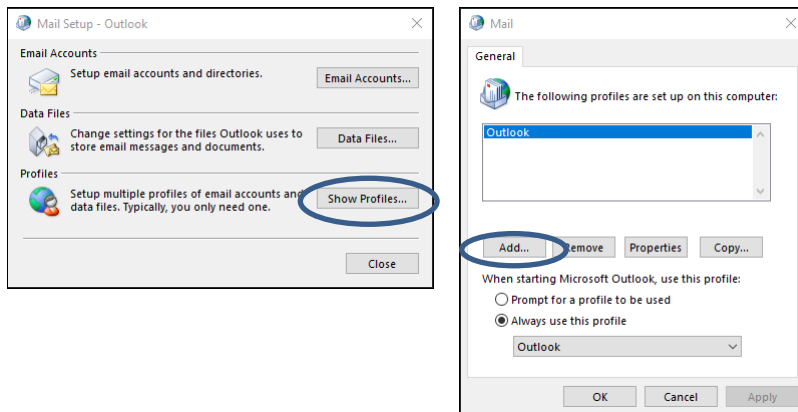 Mail Setup - Outlook
Email Accounts
Setup email accounts and directories.
Email Accounts...
Data Files
Change settings for the files Outlook uses to
store email messages and documents.
Data Files...
Profiles
Setup multiple profiles of email accounts and
data files. Typically, you only need one.
Show Profiles...
Close
Mail
General
The following profiles are set up on this computer:
Outlook
Add...
Remove
Properties
Copy...
When starting Microsoft Outlook, use this profile:
Prompt for a profile to be used
Always use this profile
Outlook
OK
Cancel
Apply